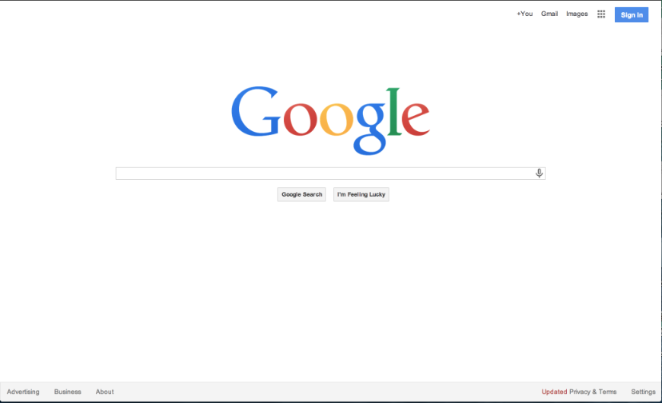 +You Gmail Images Sign in
Google
Google Search I'm Feeling Lucky
Advertising Business About Updated Privacy & Terms Settings